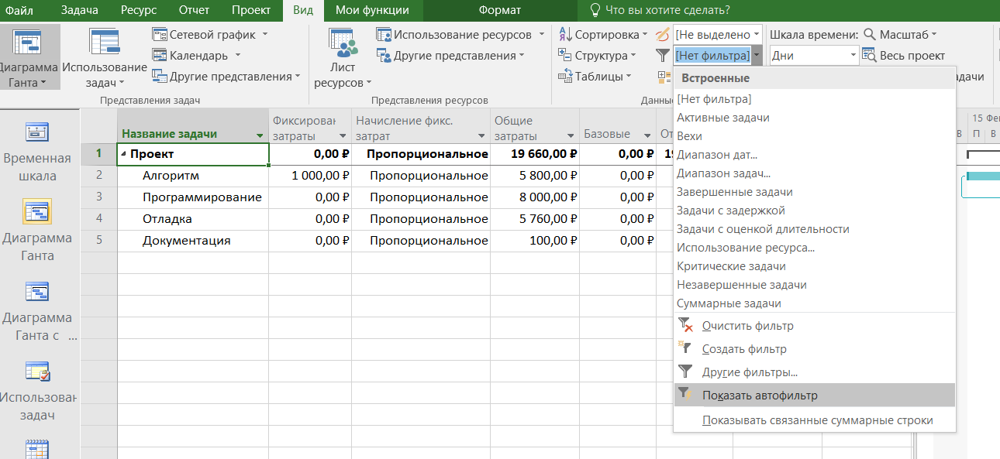 Файл Задача Ресурс Отчет Проект Вид Мои функции Формат Что вы хотите сделать?
Диаграмма
Ганта
Использование
задач
Сетевой график
Календарь
Другие представления
Представления задач
Лист
ресурсов
Использование ресурсов
Другие представления
Представления ресурсов
Сортировка
Структура
Таблицы
[Не выделено
[Нет фильтра]
Данные
Шкала времени:
Дни
Масштаб
Весь проект
Встроенные
[Нет фильтра]
Активные задачи
Вехи
Диапазон дат...
Диапазон задач...
Завершенные задачи
Задачи с задержкой
Задачи с оценкой длительности
Использование ресурса...
Критические задачи
Незавершенные задачи
Суммарные задачи
Очистить фильтр
Создать фильтр
Другие фильтры...
Показать автофильтр
Показывать связанные суммарные строки
Временная
шкала
Диаграмма
Ганта
Диаграмма
Ганта с ...
Использован
задач
Название задачи Фиксирован затраты Начисление фикс. затрат Общие затраты Базовые От
1 Проект 0,00 ₽ Пропорциональное 19 660,00 ₽ 0,00 ₽ 19
2 Алгоритм 1 000,00 ₽ Пропорциональное 5 800,00 ₽ 0,00 ₽
3 Программирование 0,00 ₽ Пропорциональное 8 000,00 ₽ 0,00 ₽
4 Отладка 0,00 ₽ Пропорциональное 5 760,00 ₽ 0,00 ₽
5 Документация 0,00 ₽ Пропорциональное 100,00 ₽ 0,00 ₽
15 Фе
В П В